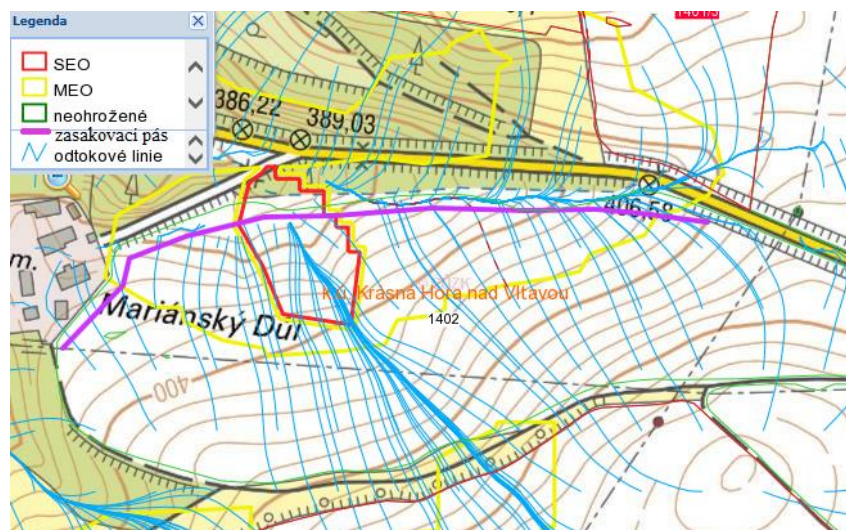 Legenda
SEO
MEO
neohrožené
zasakovací pás
odtokové linie
386,22
389,03
406,58
k.ú. Krásná Hora nad Vltavou
1402
Mariánský Důl
400